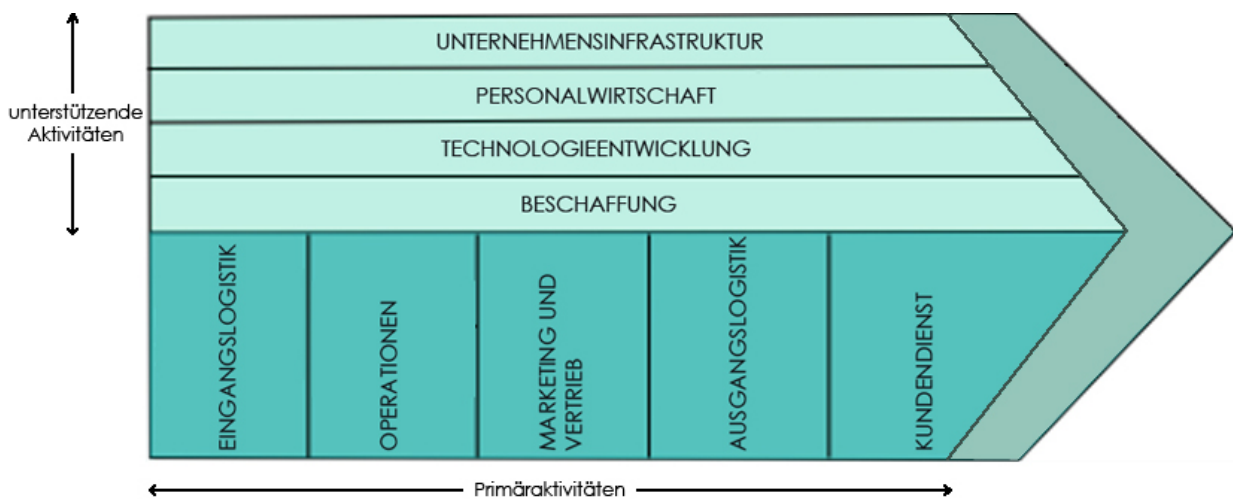 UNTERNEHMENSINFRASTRUKTUR
PERSONALWIRTSCHAFT
unterstützende
Aktivitäten
TECHNOLOGIEENTWICKLUNG
BESCHAFFUNG
EINGANGSLOGISTIK
OPERATIONEN
MARKETING UND
VERTRIEB
AUSGANGSLOGISTIK
KUNDENDIENST
Primäraktivitäten